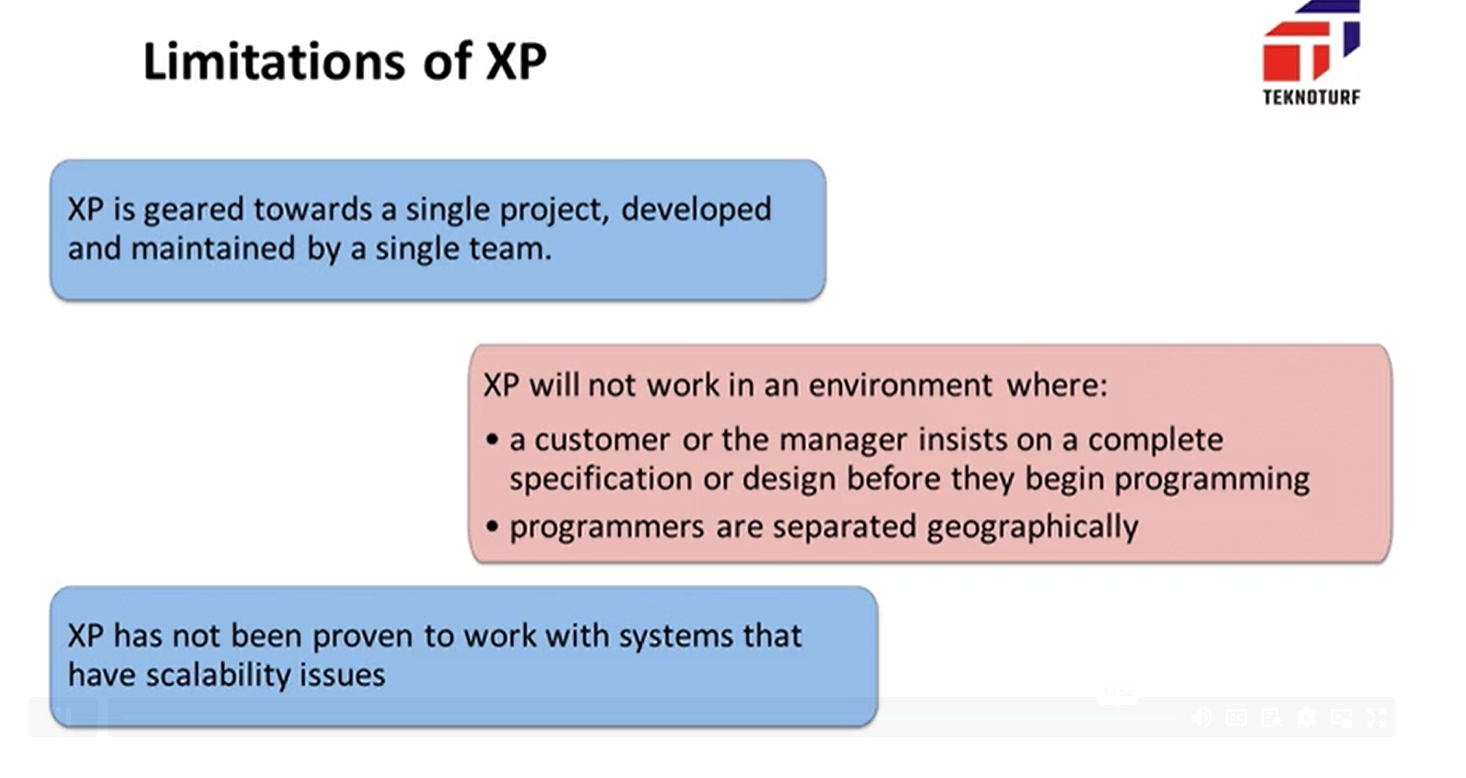 Limitations of XP
TEKNOTURF
XP is geared towards a single project, developed
and maintained by a single team.
XP will not work in an environment where:
• a customer or the manager insists on a complete
specification or design before they begin programming
• programmers are separated geographically
XP has not been proven to work with systems that
have scalability issues